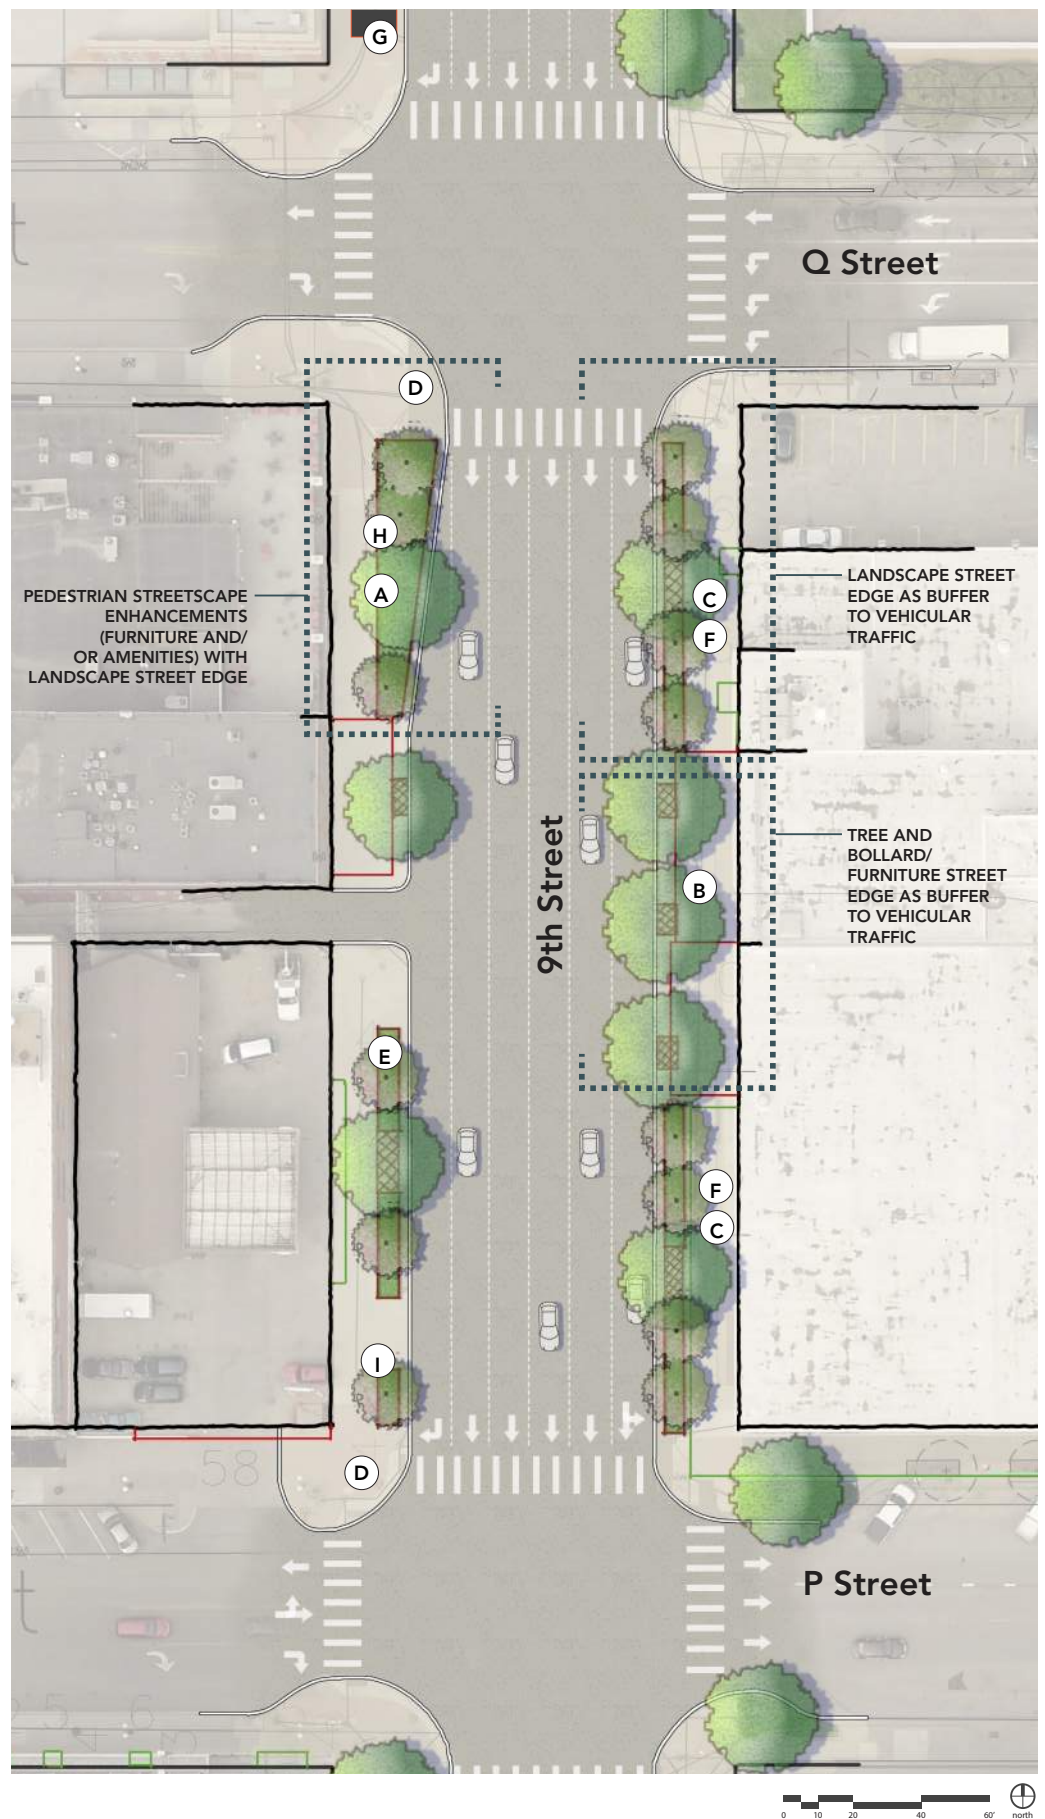 G
Q Street
D
H
A
PEDESTRIAN STREETSCAPE
ENHANCEMENTS
(FURNITURE AND/
OR AMENITIES) WITH
LANDSCAPE STREET EDGE
C
F
LANDSCAPE STREET
EDGE AS BUFFER
TO VEHICULAR
TRAFFIC
9th Street
B
TREE AND
BOLLARD/
FURNITURE STREET
EDGE AS BUFFER
TO VEHICULAR
TRAFFIC
E
F
C
I
58
D
t
t
P Street
0 10 20 40 60'
north